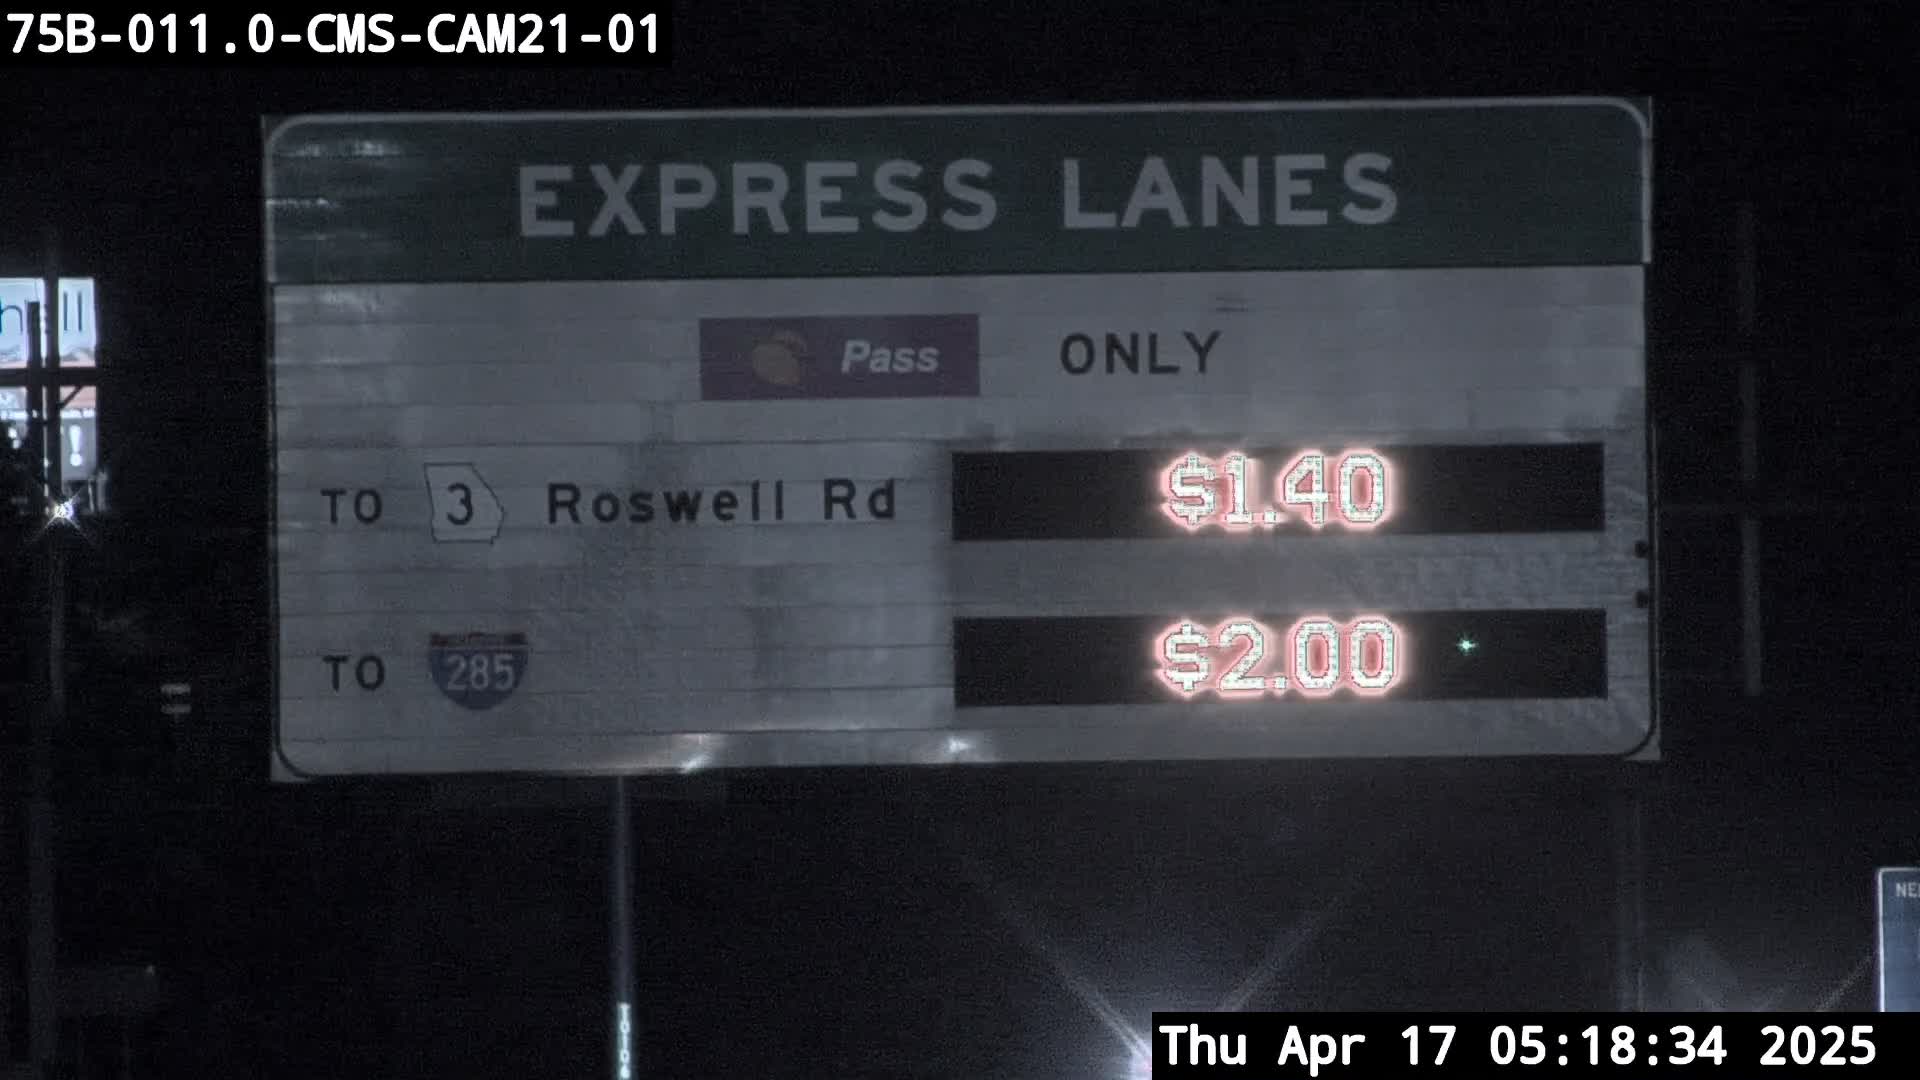 75B-011.0-CMS-CAM21-01
EXPRESS LANES
Pass ONLY
TO 3 Roswell Rd $1.40
TO 285 $2.00
Thu Apr 17 05:18:34 2025